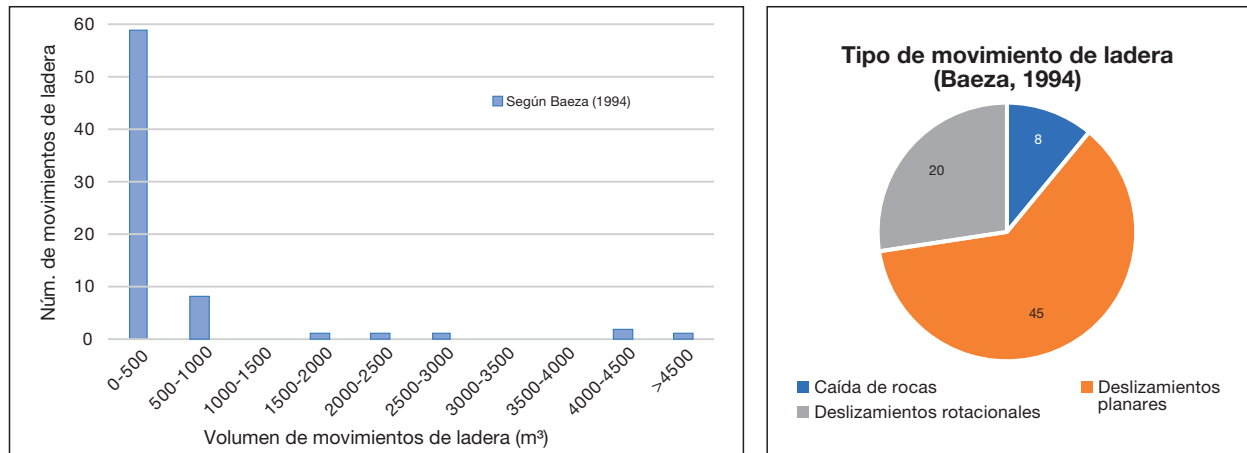 60
50
40
30
20
10
0
Núm. de movimientos de ladera
Según Baeza (1994)
0-500
500-1000
1000-1500
1500-2000
2000-2500
2500-3000
3000-3500
3500-4000
4000-4500
>4500
Volumen de movimientos de ladera (m³)
Tipo de movimiento de ladera
(Baeza, 1994)
8
20
45
Caída de rocas
Deslizamientos
planares
Deslizamientos rotacionales